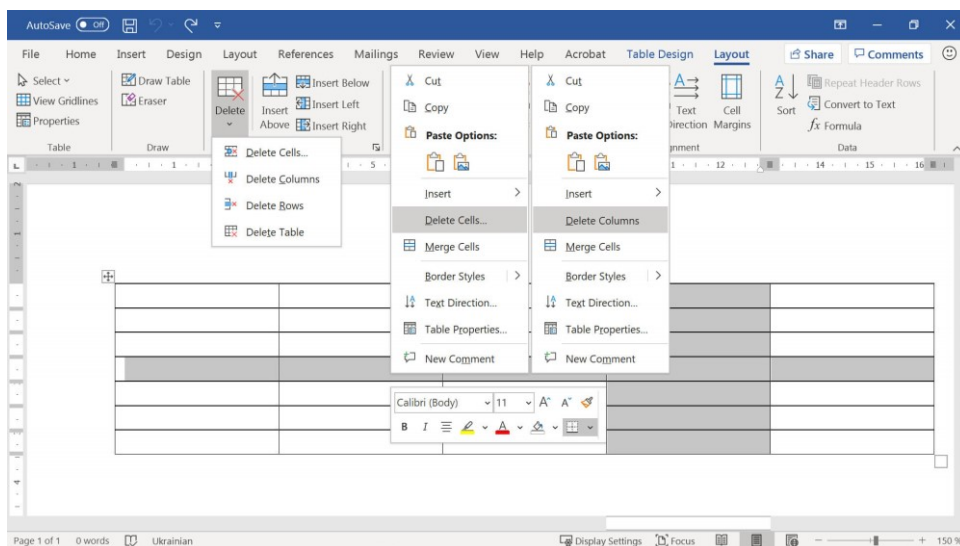 AutoSave Off
File Home Insert Design Layout References Mailings Review View Help Acrobat Table Design Layout Share Comments
Select
View Gridlines
Properties
Table
Draw Table
Eraser
Draw
Delete
Insert Above
Insert Below
Insert Left
Insert Right
Text
Direction
Cell
Margins
Sort
Repeat Header Rows
Convert to Text
fx Formula
Data
Delete Cells...
Delete Columns
Delete Rows
Delete Table
Cut
Copy
Paste Options:
Insert
Delete Cells...
Merge Cells
Border Styles
Text Direction...
Table Properties...
New Comment
Cut
Copy
Paste Options:
Insert
Delete Columns
Merge Cells
Border Styles
Text Direction...
Table Properties...
New Comment
Calibri (Body) 11 A A
B I A
Page 1 of 1 0 words Ukrainian Display Settings Focus 150 %